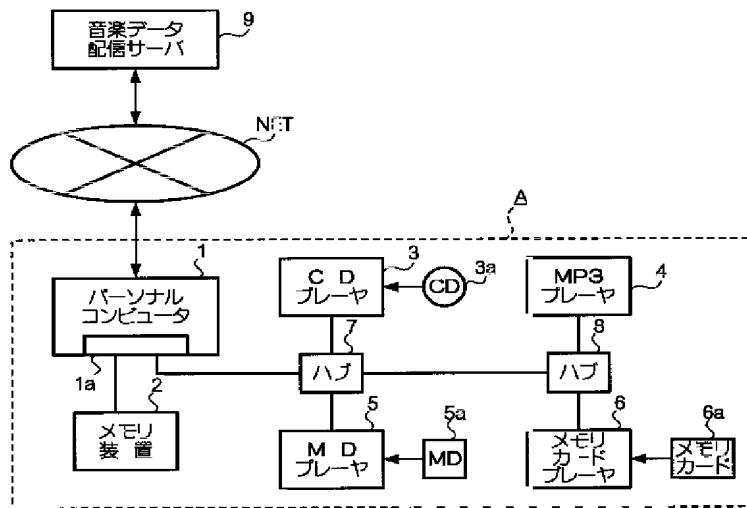 音楽データ
配信サーバ
9
NET
A
1
パーソナル
コンピュータ
1a
2
メモリ
装置
3
CD
プレーヤ
CD
3a
MP3
プレーヤ
4
7
ハブ
8
ハブ
5
MD
プレーヤ
5a
MD
6
メモリ
カード
プレーヤ
6a
メモリ
カード